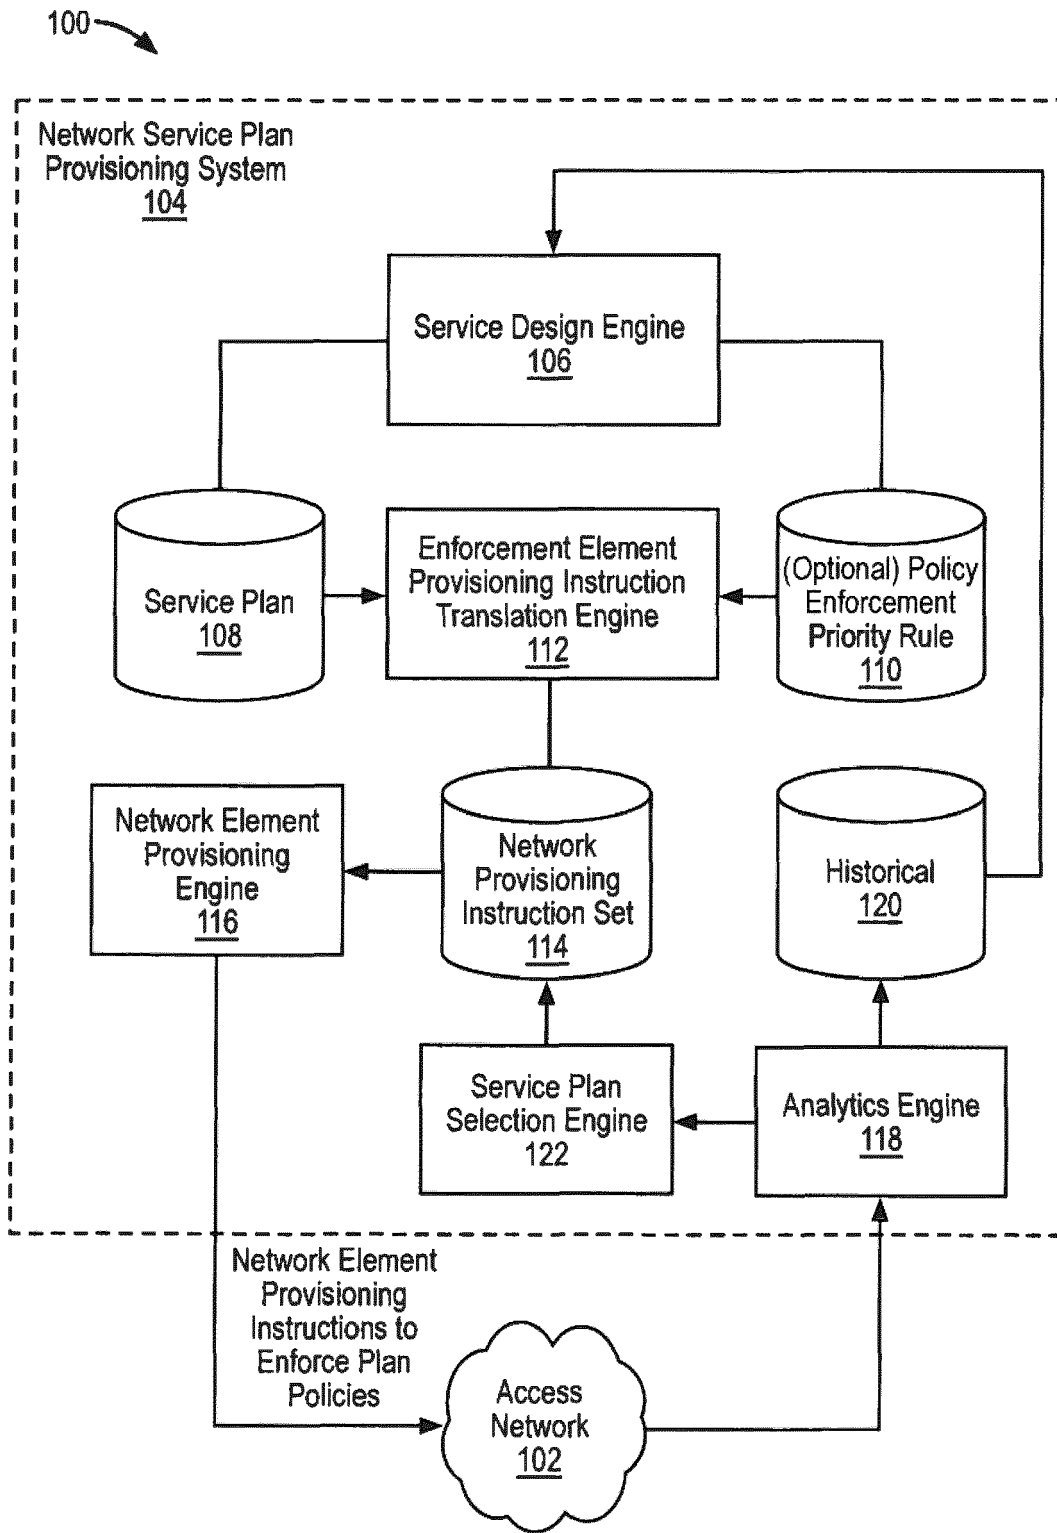 100
Network Service Plan
Provisioning System
104
Service Design Engine
106
Service Plan
108
Enforcement Element
Provisioning Instruction
Translation Engine
112
(Optional) Policy
Enforcement
Priority Rule
110
Network Element
Provisioning
Engine
116
Network
Provisioning
Instruction Set
114
Historical
120
Service Plan
Selection Engine
122
Analytics Engine
118
Network Element
Provisioning
Instructions to
Enforce Plan
Policies
Access
Network
102